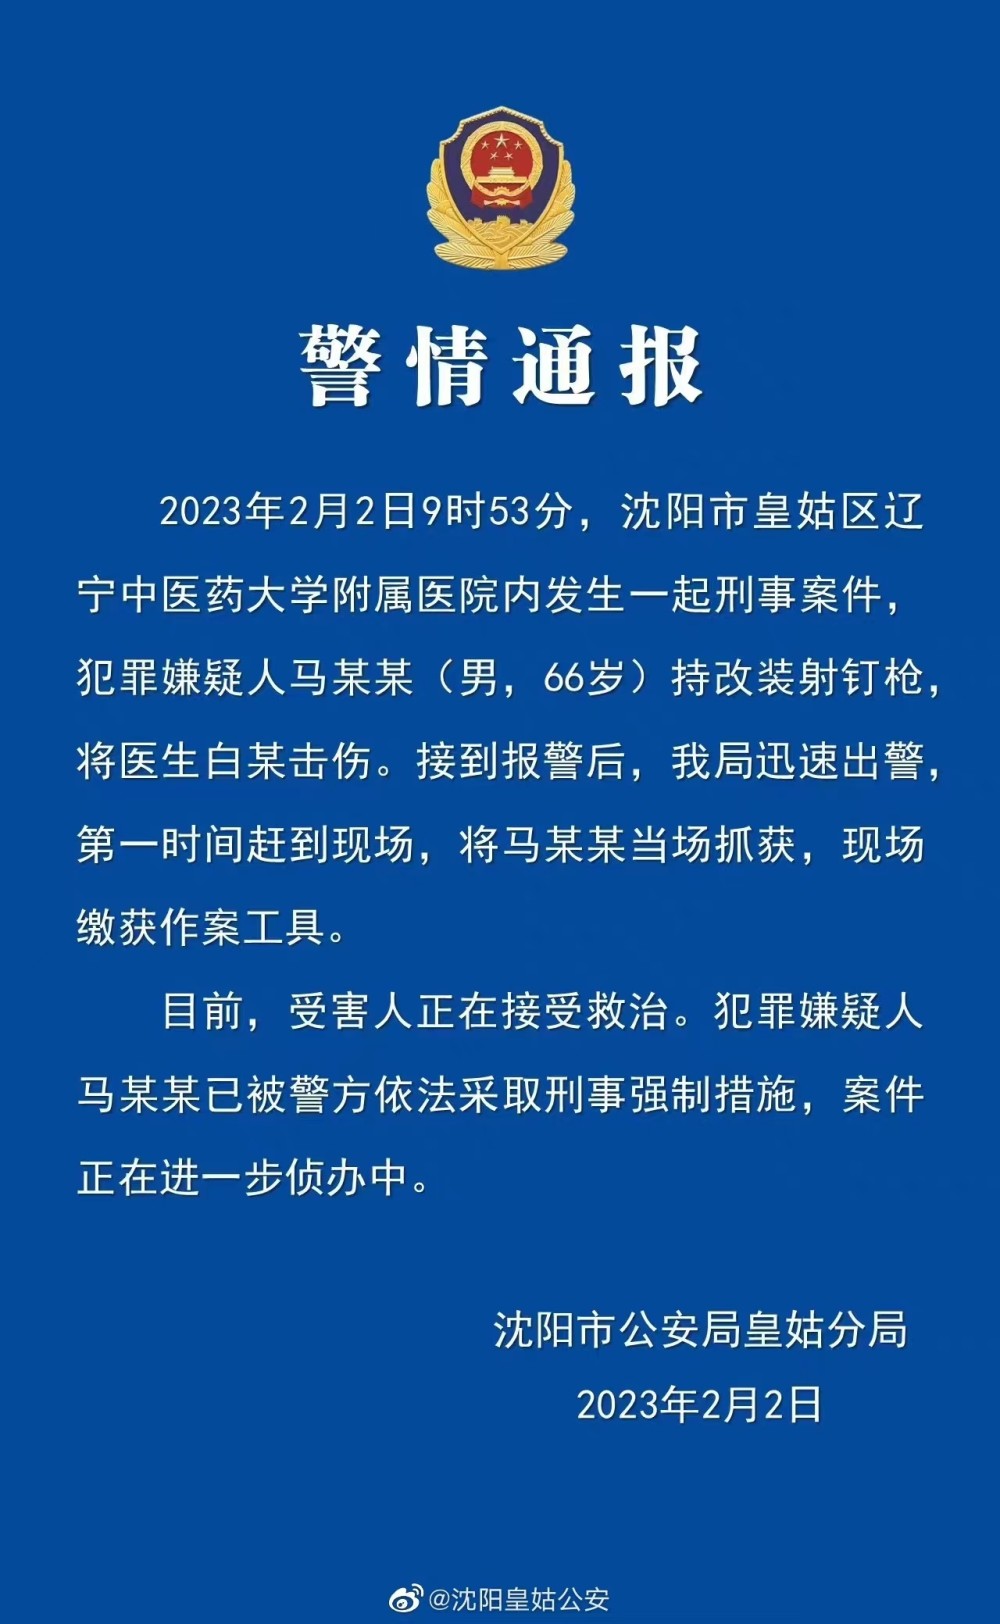 警情通报
2023年2月2日9时53分，沈阳市皇姑区辽
宁中医药大学附属医院内发生一起刑事案件，
犯罪嫌疑人马某某（男，66岁）持改装射钉枪，
将医生白某击伤。接到报警后，我局迅速出警，
第一时间赶到现场，将马某某当场抓获，现场
缴获作案工具。
目前，受害人正在接受救治。犯罪嫌疑人
马某某已被警方依法采取刑事强制措施，案件
正在进一步侦办中。
沈阳市公安局皇姑分局
2023年2月2日
@沈阳皇姑公安